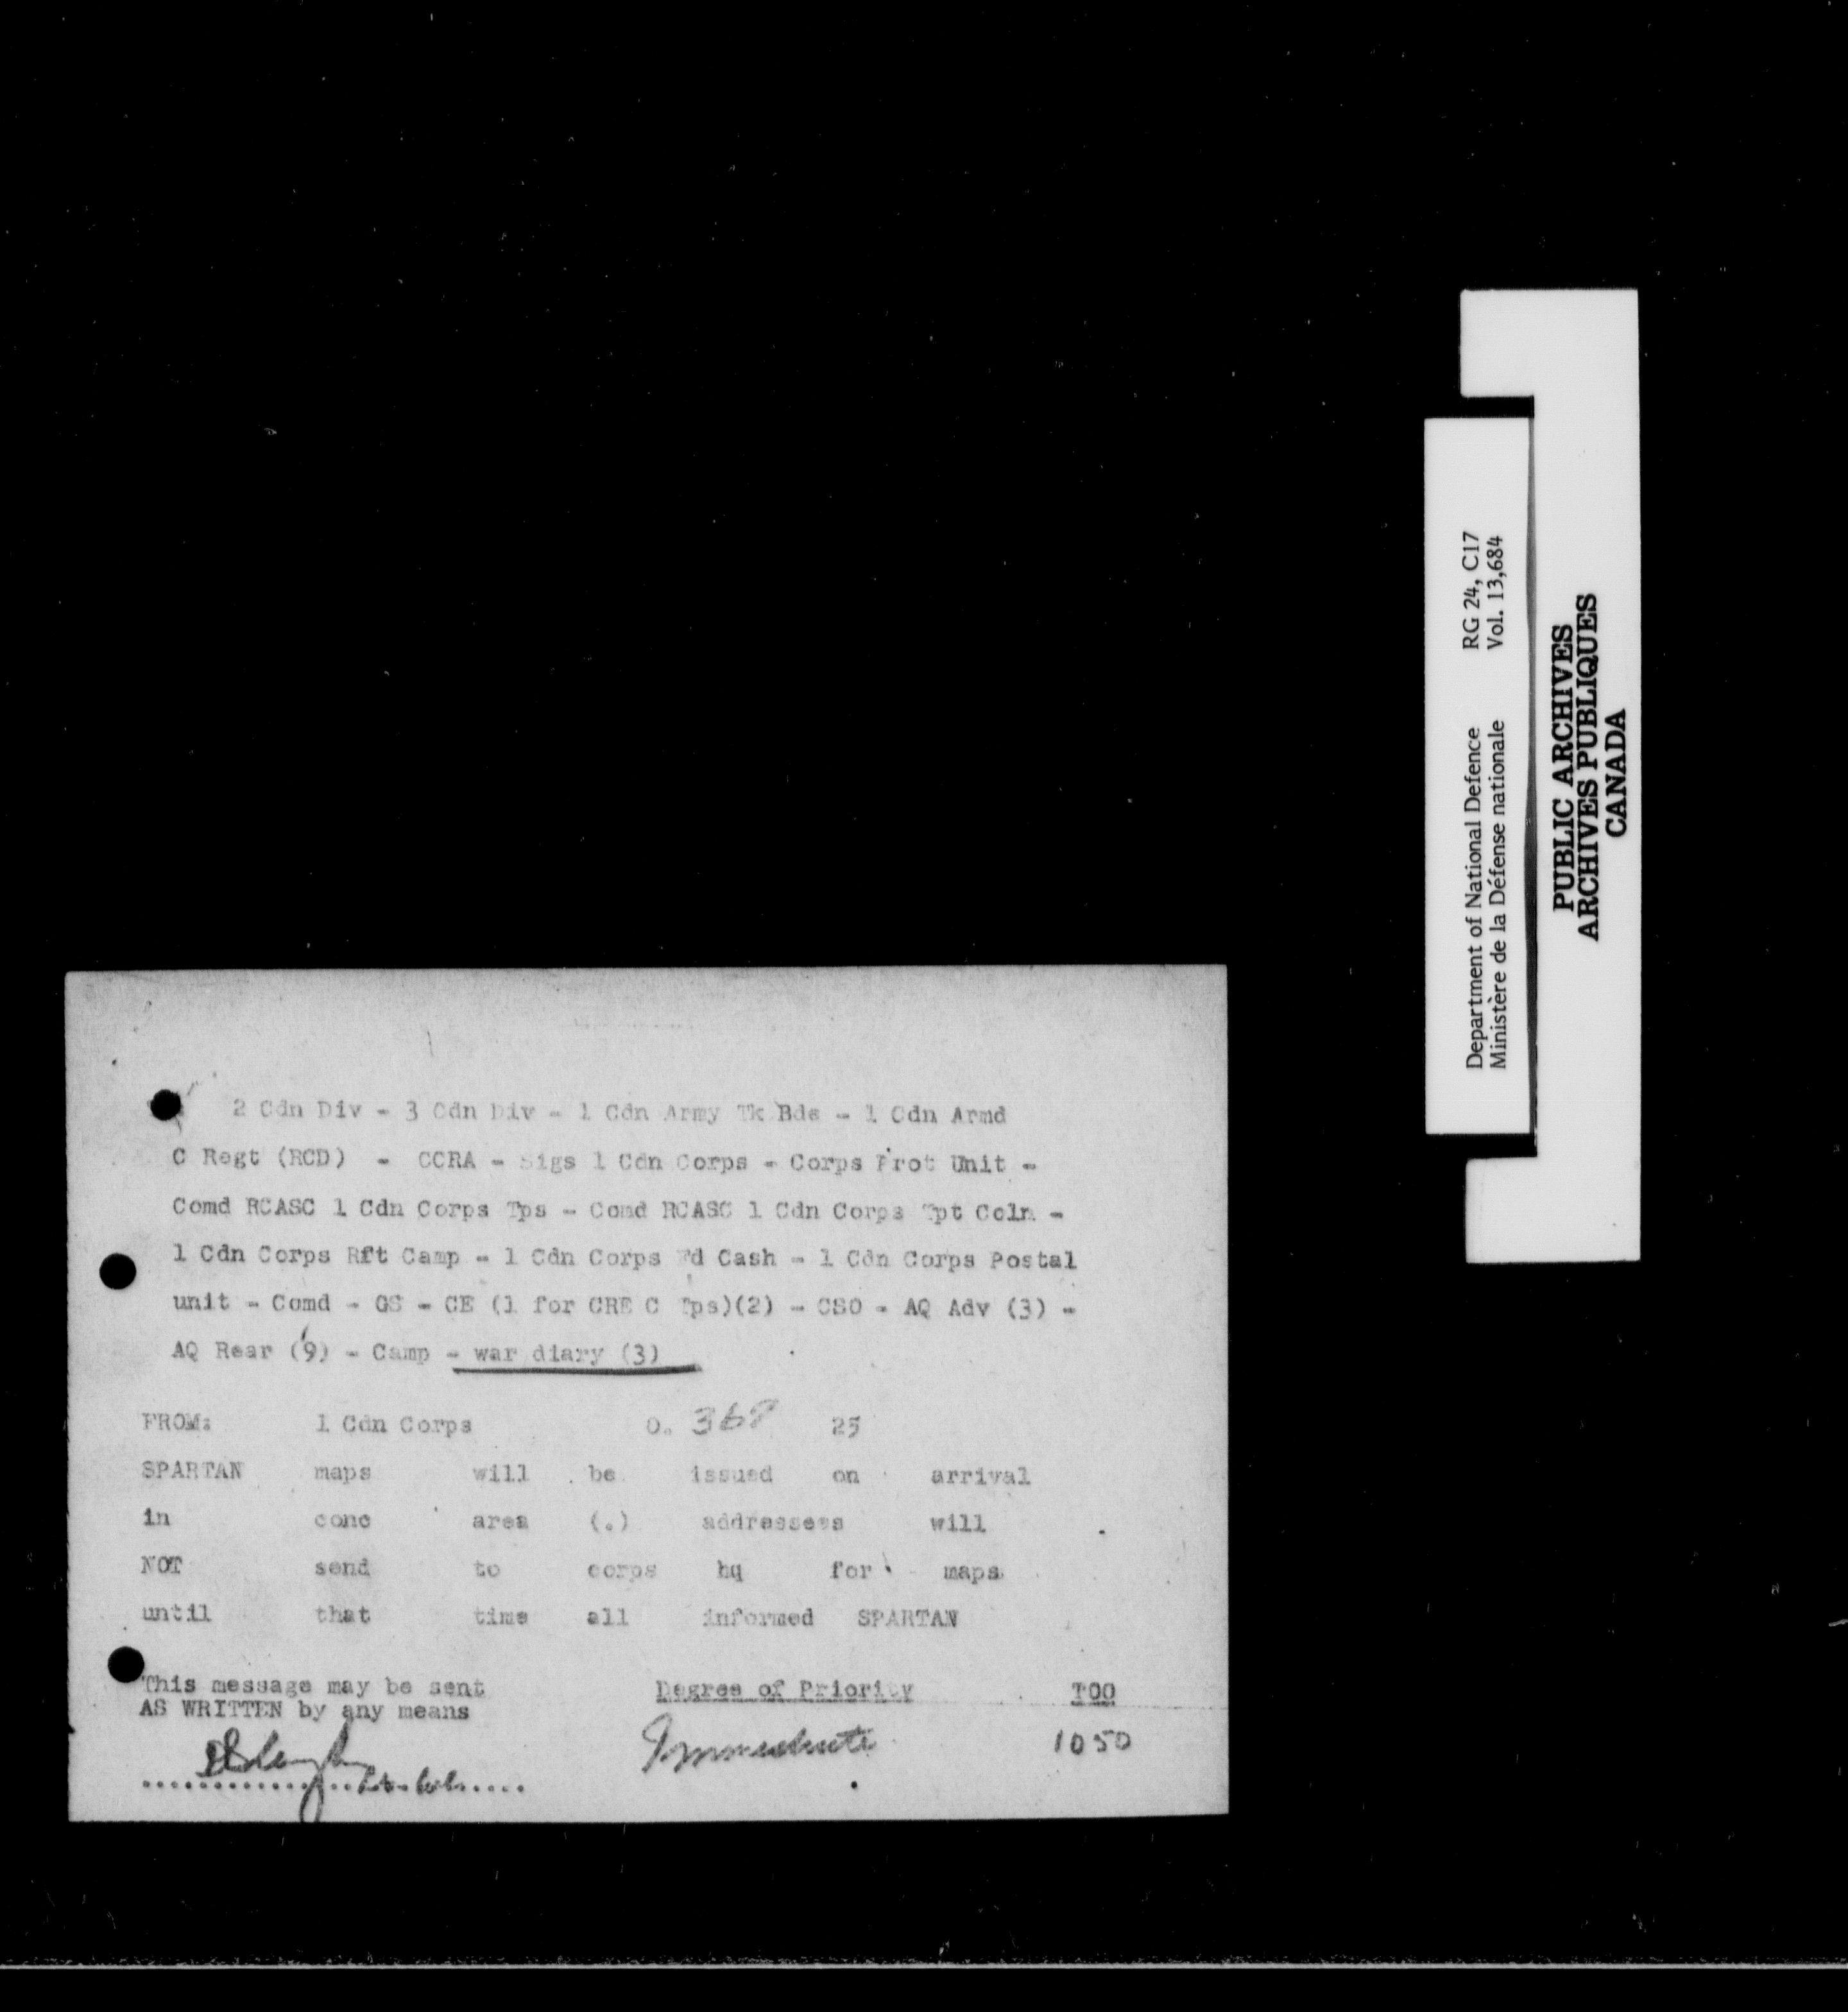 2 Cdn Div - 3 Cdn Div - 1 Cdn Army Tk Bde - 1 Cdn Armd
C Regt (RCD) - CCRA - Sigs 1 Cdn Corps - Corps Prot Unit -
Comd RCASC 1 Cdn Corps Tps - Comd RCASC 1 Cdn Corps Tpt Coln -
1 Cdn Corps Rft Camp - 1 Cdn Corps Fd Cash - 1 Cdn Corps Postal
unit - Comd - GS - CE (1 for CRE C Tps)(2) - CSO - AQ Adv (3) -
AQ Rear (9) - Camp - war diary (3)
FROM: 1 Cdn Corps O. 368 25
SPARTAN maps will be issued on arrival
in conc area (.) addressees will
NOT send to corps hq for maps
until that time all informed SPARTAN
This message may be sent
AS WRITTEN by any means
Degree of Priority TOO
Immediate 1050
Department of National Defence RG 24, C17
Ministère de la Défense nationale Vol. 13,684
PUBLIC ARCHIVES
ARCHIVES PUBLIQUES
CANADA